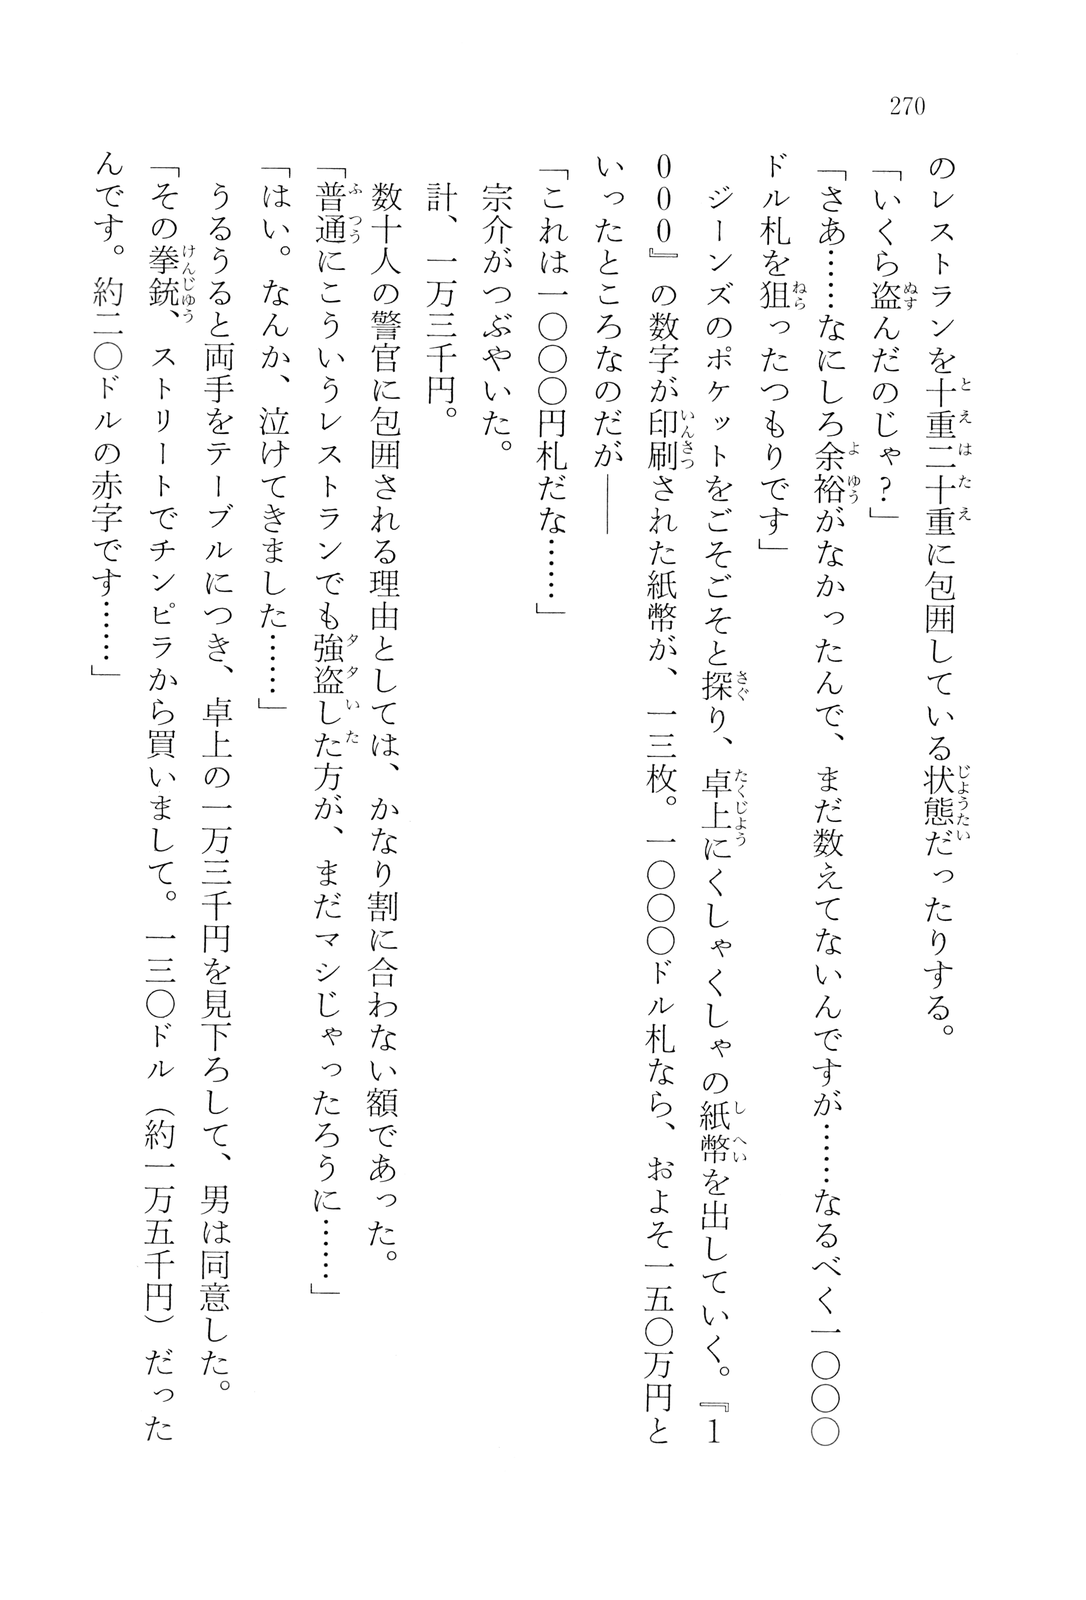 270
のレストランを十重二十重に包囲している状態だったりする。
「いくら盗んだのじゃ？」
「さあ……なにしろ余裕がなかったんで、まだ数えてないんですが……なるべく一〇〇〇
ドル札を狙ったつもりです」
ジーンズのポケットをごそごそと探り、卓上にくしゃくしゃの紙幣を出していく。『１
０００』の数字が印刷された紙幣が、一三枚。一〇〇〇ドル札なら、およそ一五〇万円と
いったところなのだが――
「これは一〇〇〇円札だな……」
宗介がつぶやいた。
計、一万三千円。
数十人の警官に包囲される理由としては、かなり割に合わない額であった。
「普通にこういうレストランでも強盗した方が、まだマシじゃったろうに……」
「はい。なんか、泣けてきました……」
うるうると両手をテーブルにつき、卓上の一万三千円を見下ろして、男は同意した。
「その拳銃、ストリートでチンピラから買いまして。一三〇ドル（約一万五千円）だった
んです。約二〇ドルの赤字です……」